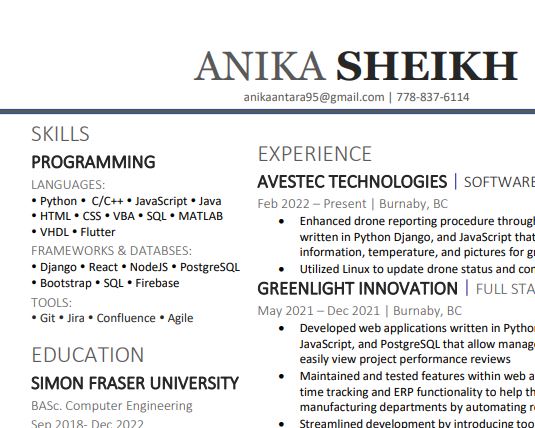 ANIKA SHEIKH
anikaantara95@gmail.com | 778-837-6114
SKILLS
PROGRAMMING
LANGUAGES:
• Python • C/C++ • JavaScript • Java
• HTML • CSS • VBA • SQL • MATLAB
• VHDL • Flutter
FRAMEWORKS & DATABSES:
• Django • React • NodeJS • PostgreSQL
• Bootstrap • SQL • Firebase
TOOLS:
• Git • Jira • Confluence • Agile
EDUCATION
SIMON FRASER UNIVERSITY
BASc. Computer Engineering
Sep 2018- Dec 2022
EXPERIENCE
AVESTEC TECHNOLOGIES | SOFTWARE
Feb 2022 – Present | Burnaby, BC
• Enhanced drone reporting procedure through
written in Python Django, and JavaScript that
information, temperature, and pictures for
• Utilized Linux to update drone status and
GREENLIGHT INNOVATION | FULL
May 2021 – Dec 2021 | Burnaby, BC
• Developed web applications written in Python
JavaScript, and PostgreSQL that allow
easily view project performance reviews
• Maintained and tested features within web
time tracking and ERP functionality to help
manufacturing departments by automating
• Streamlined development by introducing